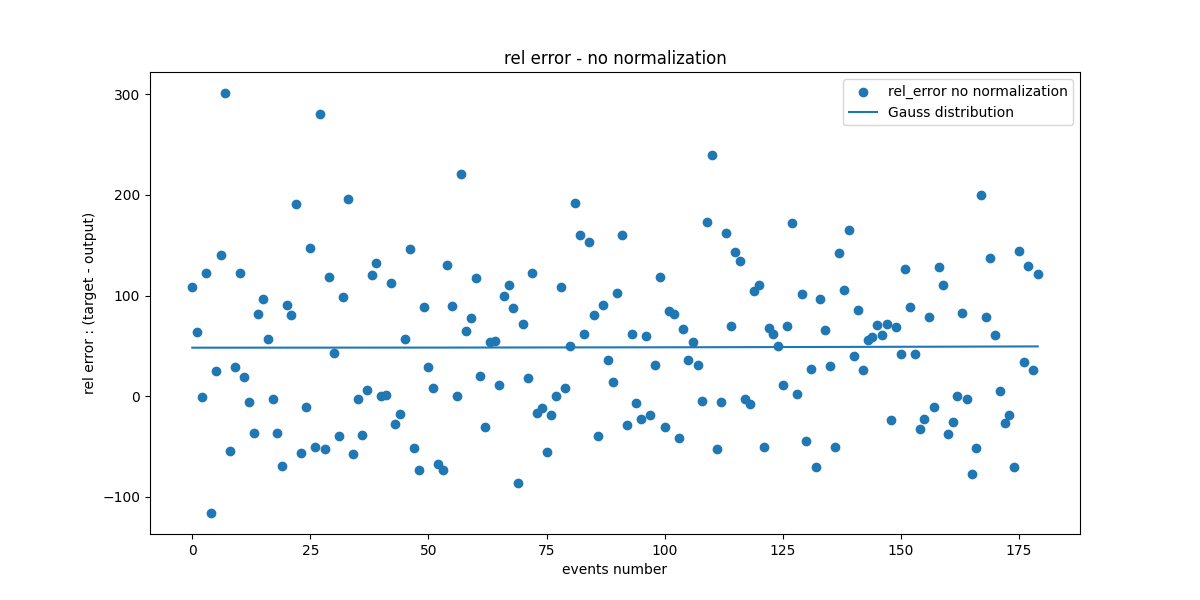 rel error - no normalization
rel_error no normalization
Gauss distribution
300
200
100
0
−100
rel error : (target - output)
0 25 50 75 100 125 150 175
events number